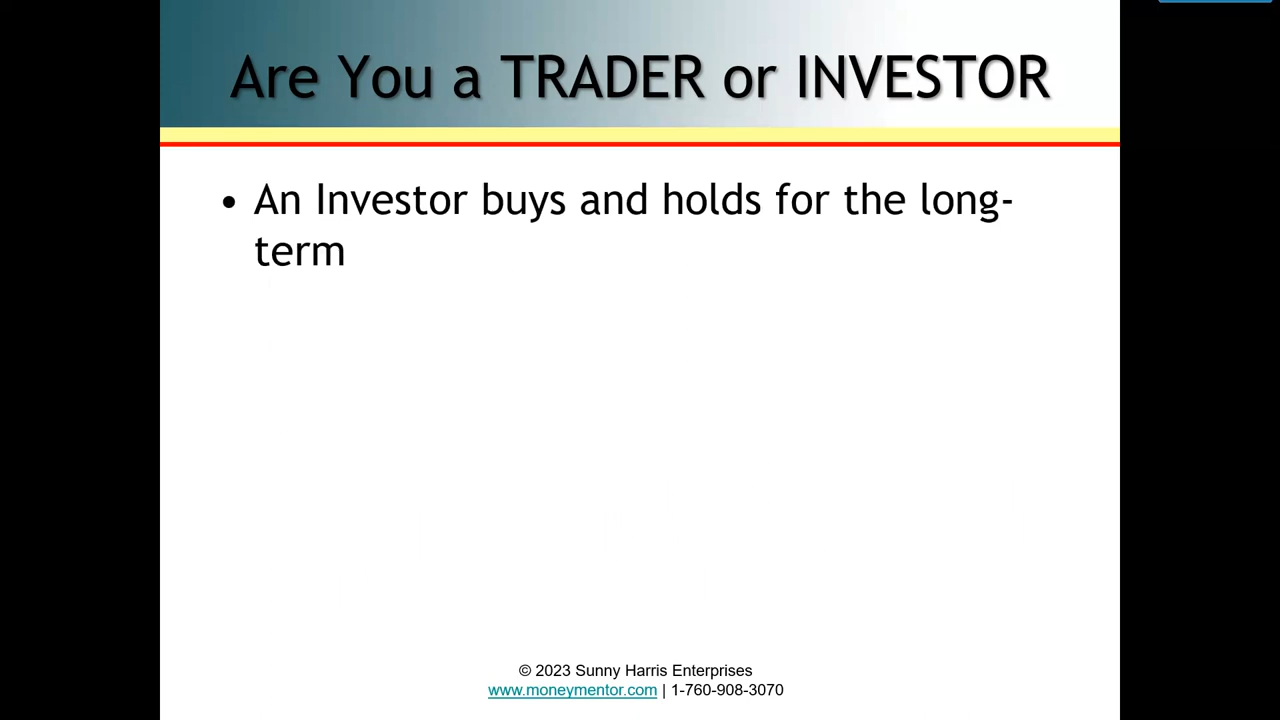 Are You a TRADER or INVESTOR
• An Investor buys and holds for the long-
term
© 2023 Sunny Harris Enterprises
www.moneymentor.com | 1-760-908-3070